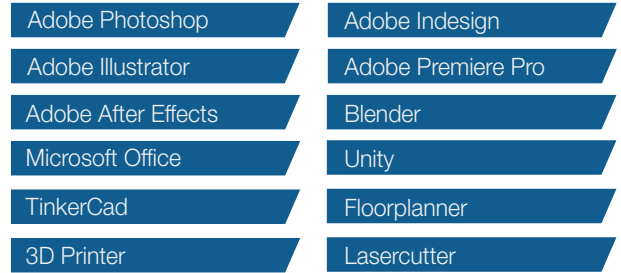 Adobe Photoshop
Adobe Indesign
Adobe Illustrator
Adobe Premiere Pro
Adobe After Effects
Blender
Microsoft Office
Unity
TinkerCad
Floorplanner
3D Printer
Lasercutter